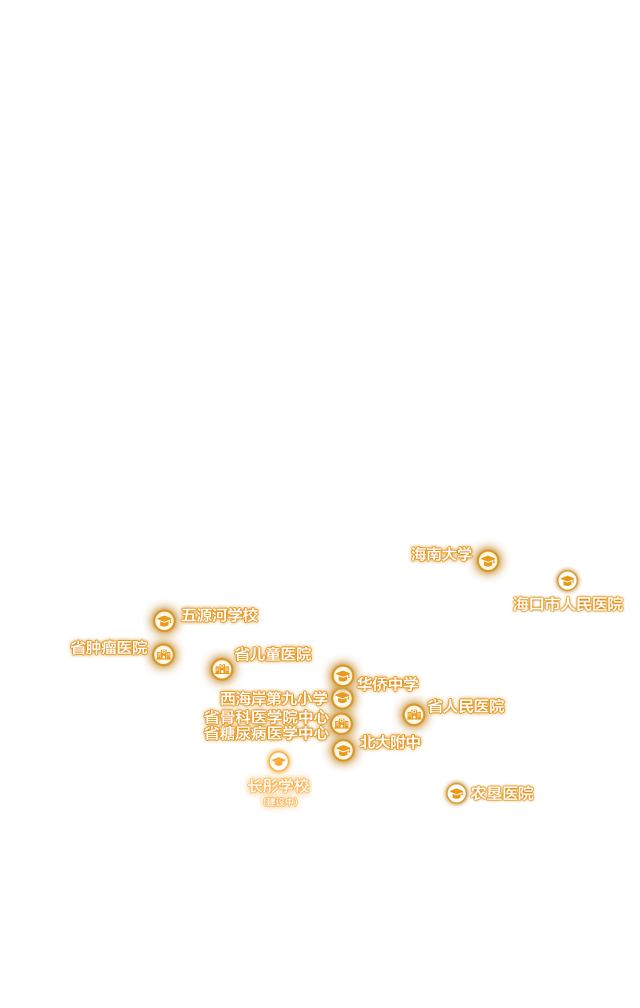 海南大学
海口市人民医院
五源河学校
省肿瘤医院
省儿童医院
华侨中学
西海岸第九小学
省人民医院
省骨科医学院中心
省糖尿病医学中心
北大附中
长彤学校
(建设中)
农垦医院